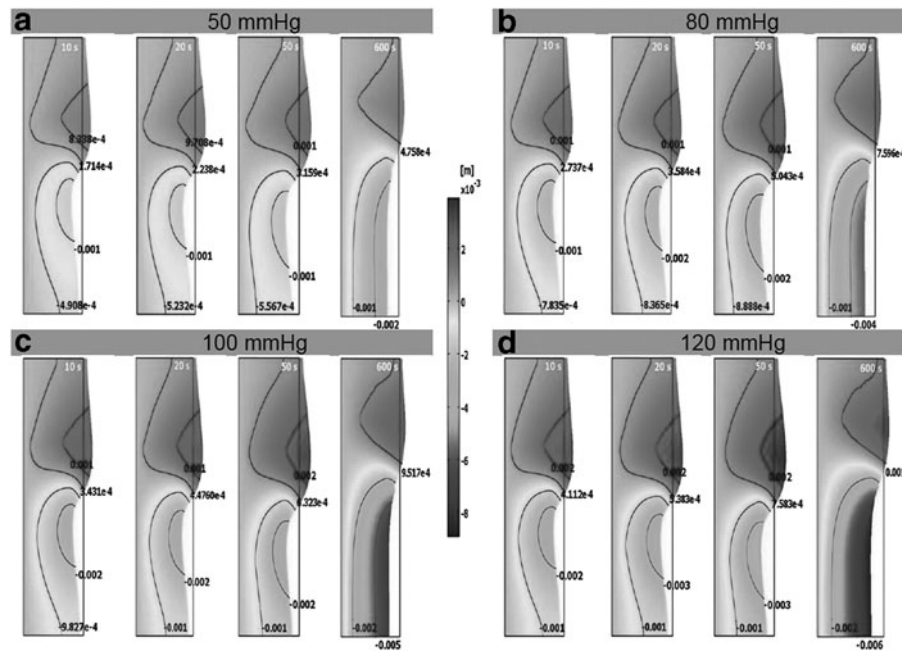 a 50 mmHg
b 80 mmHg
10 s 20 s 50 s 600 s
10 s 20 s 50 s 600 s
8.338e-4 9.708e-4 0.001 4.758e-4
0.001 0.001 0.001 7.596e-4
1.714e-4 2.238e-4 3.159e-4
2.737e-4 3.584e-4 5.043e-4
[m]
x10⁻³
2
0
-2
-4
-6
-8
-0.001 -0.001 -0.001
-0.001 -0.002 -0.002
-4.908e-4 -5.232e-4 -5.567e-4 -0.001
-0.002
-7.835e-4 -8.365e-4 -8.888e-4 -0.001
-0.004
c 100 mmHg
d 120 mmHg
10 s 20 s 50 s 600 s
10 s 20 s 50 s 600 s
0.001 0.001 0.002 9.517e-4
0.002 0.002 0.002
3.431e-4 4.4760e-4 6.323e-4
4.112e-4 5.383e-4 7.583e-4
-0.002 -0.002 -0.002
-0.002 -0.003 -0.003
-9.827e-4 -0.001 -0.001 -0.002
-0.005
-0.001 -0.001 -0.001 -0.002
-0.006